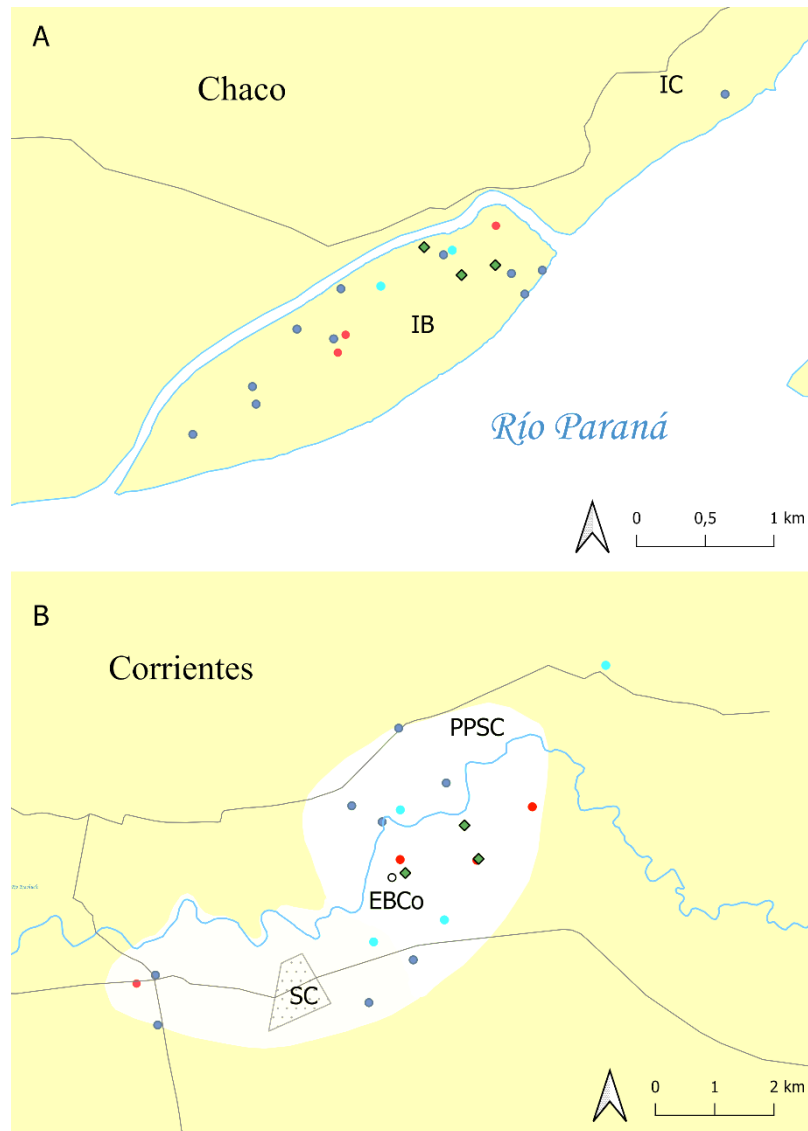 A
Chaco
IC
IB
Río Paraná
0 0,5 1 km
B
Corrientes
PPSC
EBCo
SC
0 1 2 km